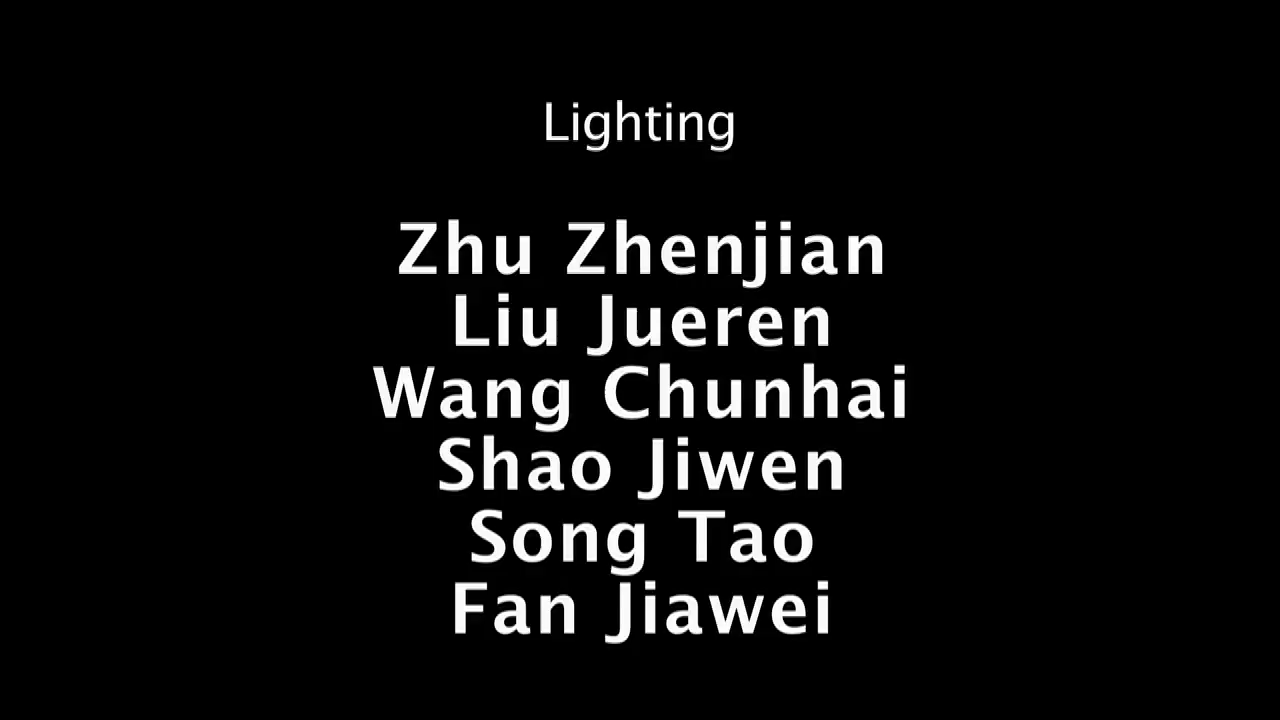 Lighting
Zhu Zhenjian
Liu Jueren
Wang Chunhai
Shao Jiwen
Song Tao
Fan Jiawei